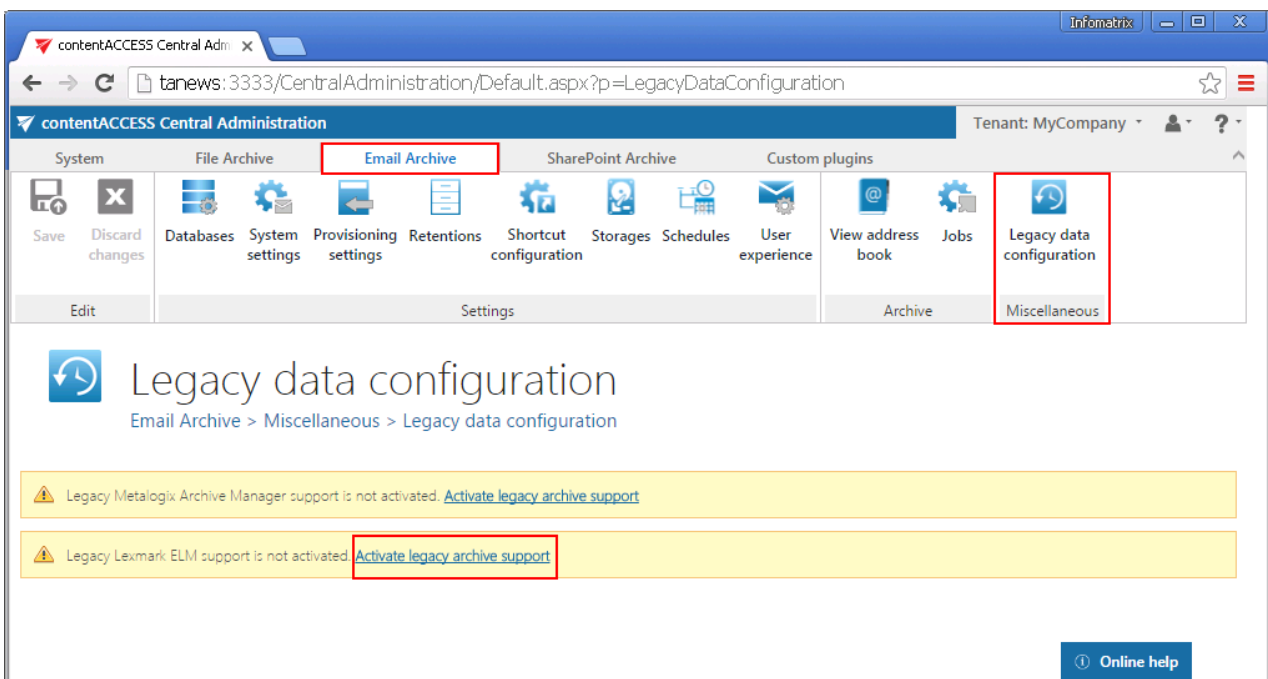 Infomatrix
contentACCESS Central Adm
tanews:3333/CentralAdministration/Default.aspx?p=LegacyDataConfiguration
contentACCESS Central Administration
Tenant: MyCompany
?
System
File Archive
Email Archive
SharePoint Archive
Custom plugins
Save
Discard
changes
Databases
System
settings
Provisioning
settings
Retentions
Shortcut
configuration
Storages
Schedules
User
experience
View address
book
Jobs
Legacy data
configuration
Edit
Settings
Archive
Miscellaneous
Legacy data configuration
Email Archive > Miscellaneous > Legacy data configuration
Legacy Metalogix Archive Manager support is not activated. Activate legacy archive support
Legacy Lexmark ELM support is not activated. Activate legacy archive support
Online help